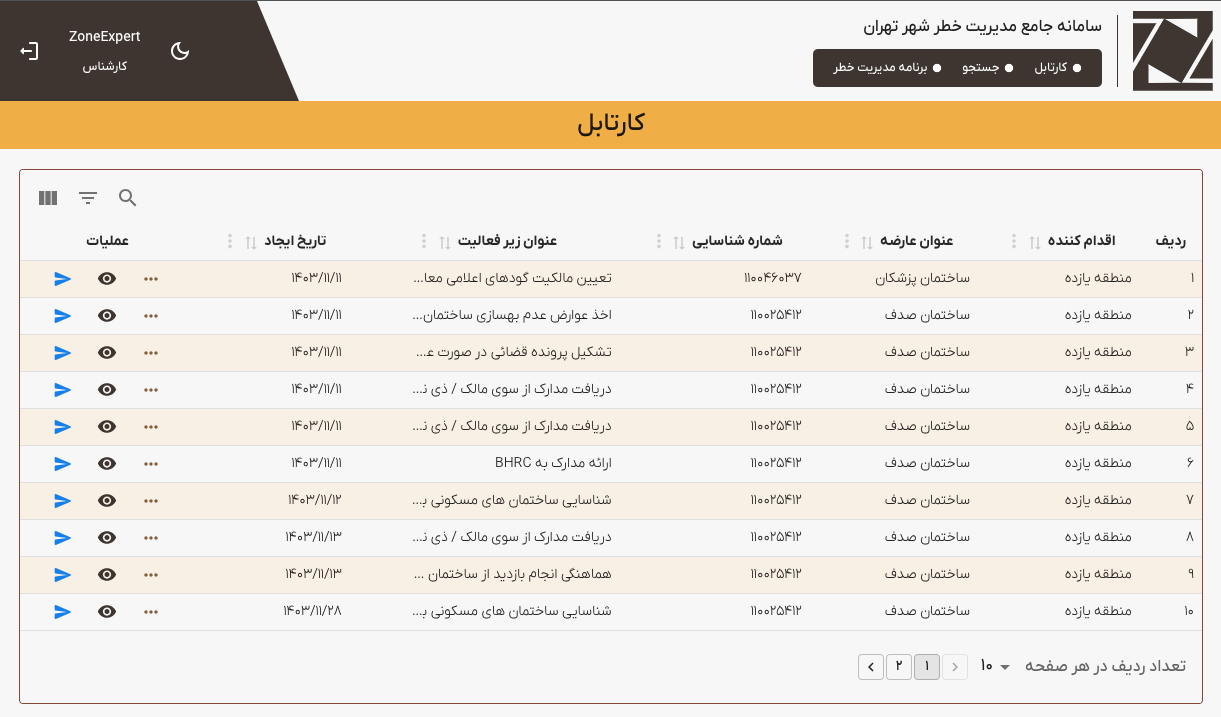 سامانه جامع مدیریت خطر شهر تهران
کارتابل جستجو برنامه مدیریت خطر
ZoneExpert
کارشناس
کارتابل
ردیف اقدام کننده عنوان عارضه شماره شناسایی عنوان زیر فعالیت تاریخ ایجاد عملیات
۱ منطقه یازده ساختمان پزشکان ۱۱۰۰۴۶۰۳۷ تعیین مالکیت گودهای اعلامی معا... ۱۴۰۳/۱۱/۱۱
۲ منطقه یازده ساختمان صدف ۱۱۰۰۲۵۴۱۲ اخذ عوارض عدم بهسازی ساختمان... ۱۴۰۳/۱۱/۱۱
۳ منطقه یازده ساختمان صدف ۱۱۰۰۲۵۴۱۲ تشکیل پرونده قضائی در صورت ع... ۱۴۰۳/۱۱/۱۱
۴ منطقه یازده ساختمان صدف ۱۱۰۰۲۵۴۱۲ دریافت مدارک از سوی مالک / ذی ن... ۱۴۰۳/۱۱/۱۱
۵ منطقه یازده ساختمان صدف ۱۱۰۰۲۵۴۱۲ دریافت مدارک از سوی مالک / ذی ن... ۱۴۰۳/۱۱/۱۱
۶ منطقه یازده ساختمان صدف ۱۱۰۰۲۵۴۱۲ ارائه مدارک به BHRC ۱۴۰۳/۱۱/۱۱
۷ منطقه یازده ساختمان صدف ۱۱۰۰۲۵۴۱۲ شناسایی ساختمان های مسکونی ب... ۱۴۰۳/۱۱/۱۲
۸ منطقه یازده ساختمان صدف ۱۱۰۰۲۵۴۱۲ دریافت مدارک از سوی مالک / ذی ن... ۱۴۰۳/۱۱/۱۳
۹ منطقه یازده ساختمان صدف ۱۱۰۰۲۵۴۱۲ هماهنگی انجام بازدید از ساختمان ... ۱۴۰۳/۱۱/۱۳
۱۰ منطقه یازده ساختمان صدف ۱۱۰۰۲۵۴۱۲ شناسایی ساختمان های مسکونی ب... ۱۴۰۳/۱۱/۲۸
تعداد ردیف در هر صفحه ۱۰ ۱ ۲